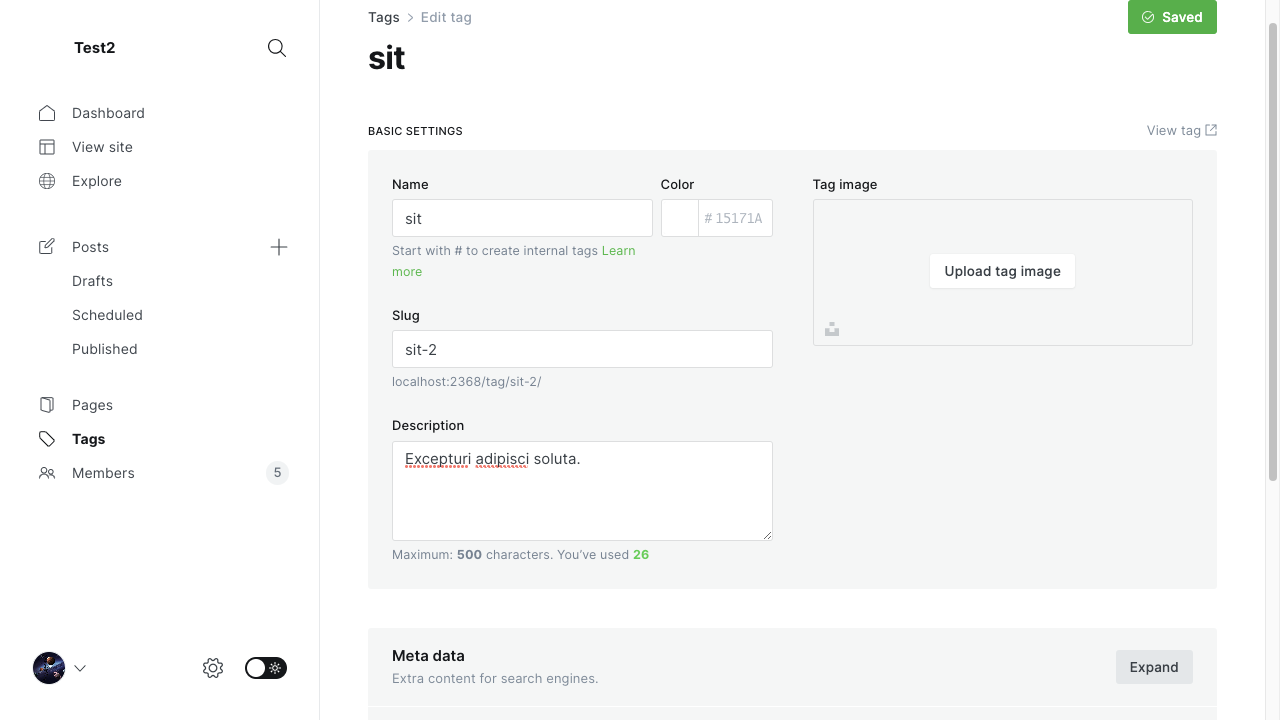 Test2
Dashboard
View site
Explore
Posts
Drafts
Scheduled
Published
Pages
Tags
Members
5
Tags
Edit tag
Saved
sit
BASIC SETTINGS
View tag
Name
sit
Start with # to create internal tags Learn
more
Color
# 15171A
Slug
sit-2
localhost:2368/tag/sit-2/
Description
Excepturi adipisci soluta.
Maximum: 500 characters. You've used 26
Tag image
Upload tag image
Meta data
Extra content for search engines.
Expand